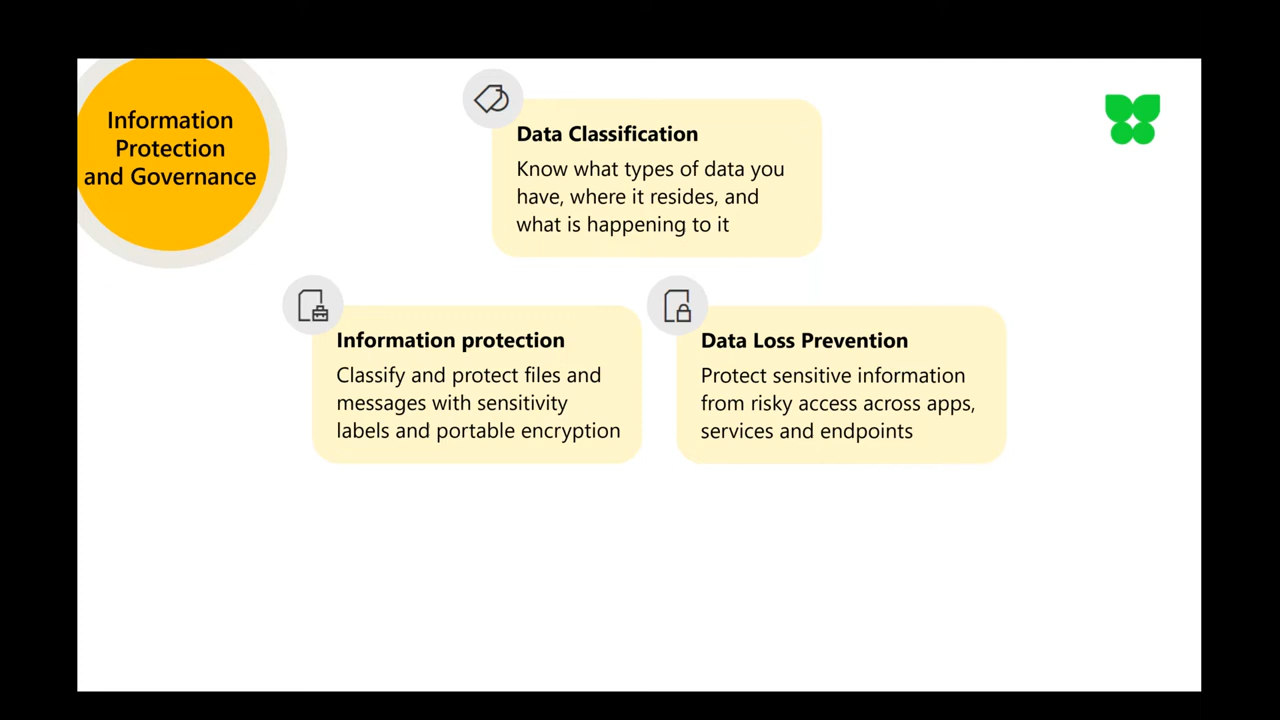 Information
Protection
and Governance
Data Classification
Know what types of data you
have, where it resides, and
what is happening to it
Information protection
Classify and protect files and
messages with sensitivity
labels and portable encryption
Data Loss Prevention
Protect sensitive information
from risky access across apps,
services and endpoints